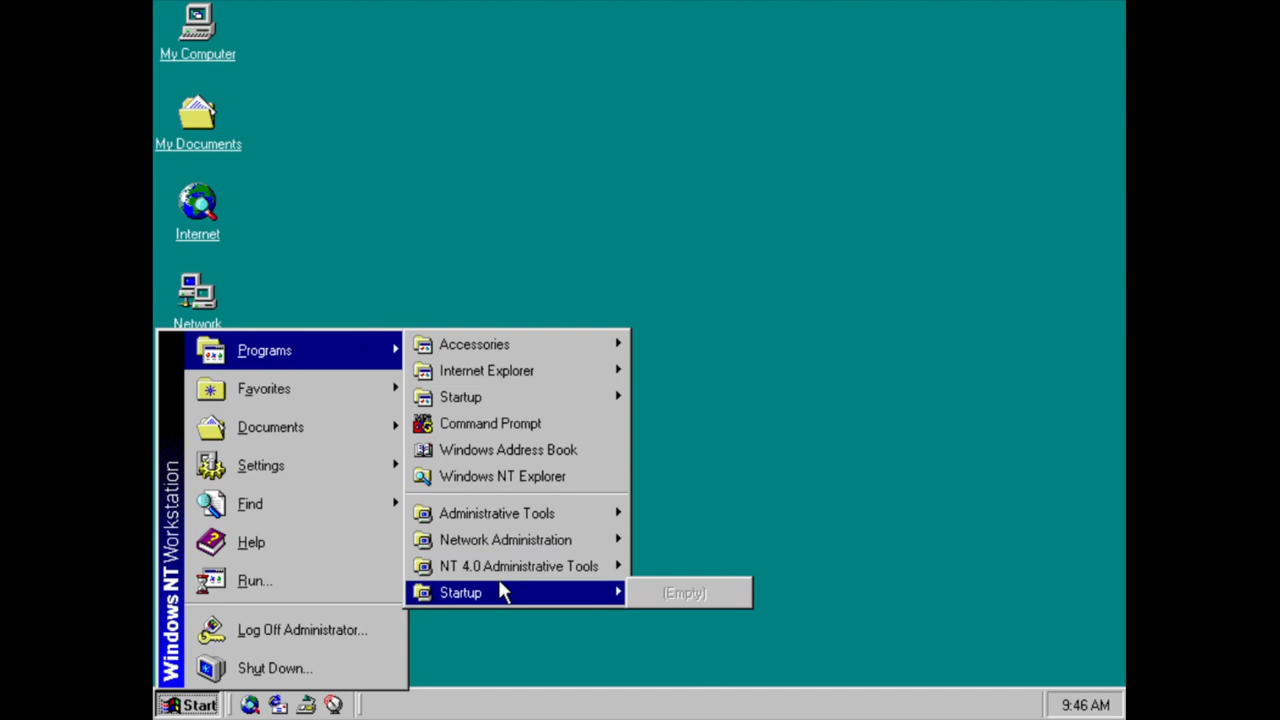 My Computer
My Documents
Internet
Network
Windows NT Workstation
Programs
Favorites
Documents
Settings
Find
Help
Run...
Log Off Administrator...
Shut Down...
Accessories
Internet Explorer
Startup
Command Prompt
Windows Address Book
Windows NT Explorer
Administrative Tools
Network Administration
NT 4.0 Administrative Tools
Startup
(Empty)
Start
9:46 AM